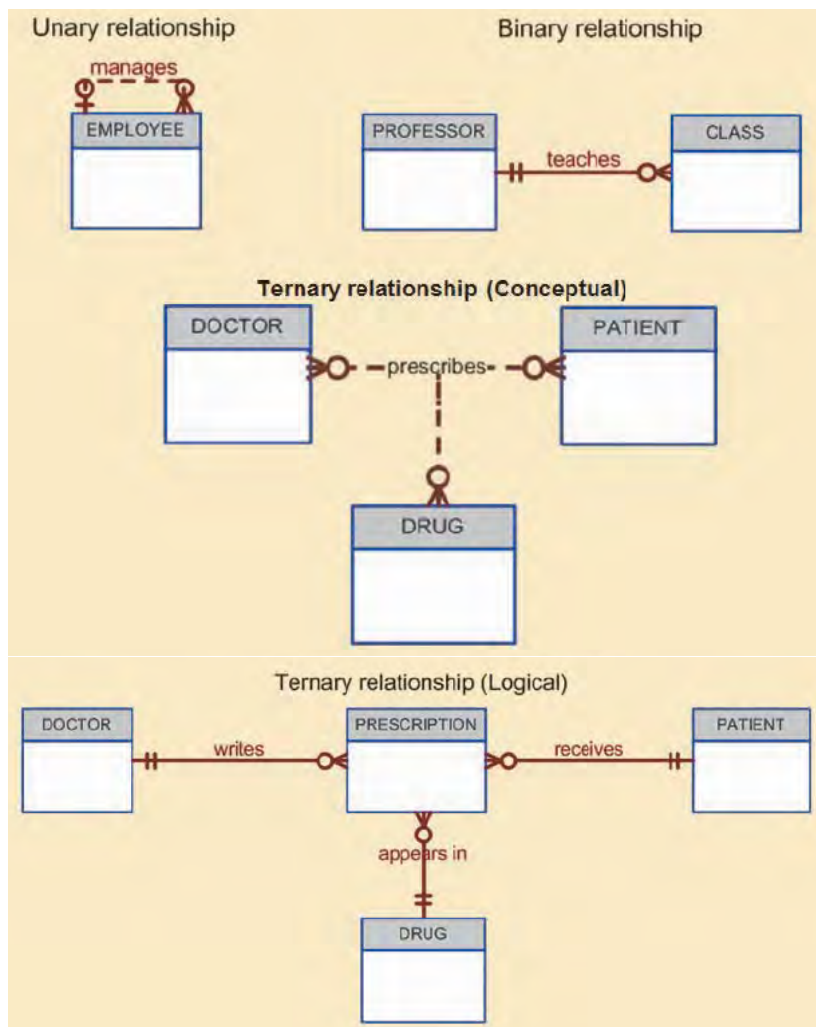 Unary relationship
Binary relationship
manages
EMPLOYEE
PROFESSOR
CLASS
teaches
Ternary relationship (Conceptual)
DOCTOR
PATIENT
prescribes
DRUG
Ternary relationship (Logical)
DOCTOR
PRESCRIPTION
PATIENT
writes
receives
appears in
DRUG